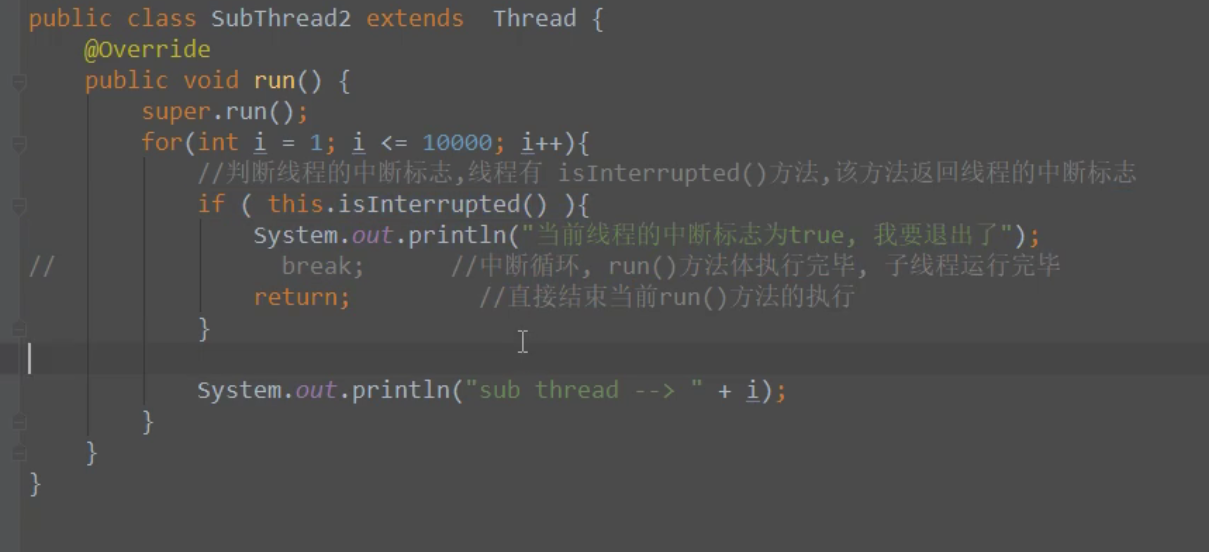 public class SubThread2 extends  Thread {
    @Override
    public void run() {
        super.run();
        for(int i = 1; i <= 10000; i++){
            //判断线程的中断标志,线程有 isInterrupted()方法,该方法返回线程的中断标志
            if ( this.isInterrupted() ){
                System.out.println("当前线程的中断标志为true, 我要退出了");
//                break;      //中断循环, run()方法体执行完毕, 子线程运行完毕
                return;         //直接结束当前run()方法的执行
            }
            System.out.println("sub thread --> " + i);
        }
    }
}